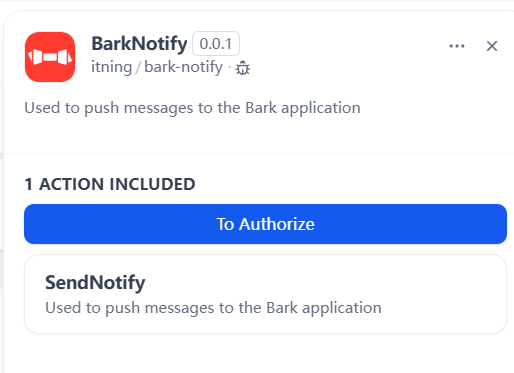 BarkNotify 0.0.1
itning / bark-notify ·
Used to push messages to the Bark application
1 ACTION INCLUDED
To Authorize
SendNotify
Used to push messages to the Bark application